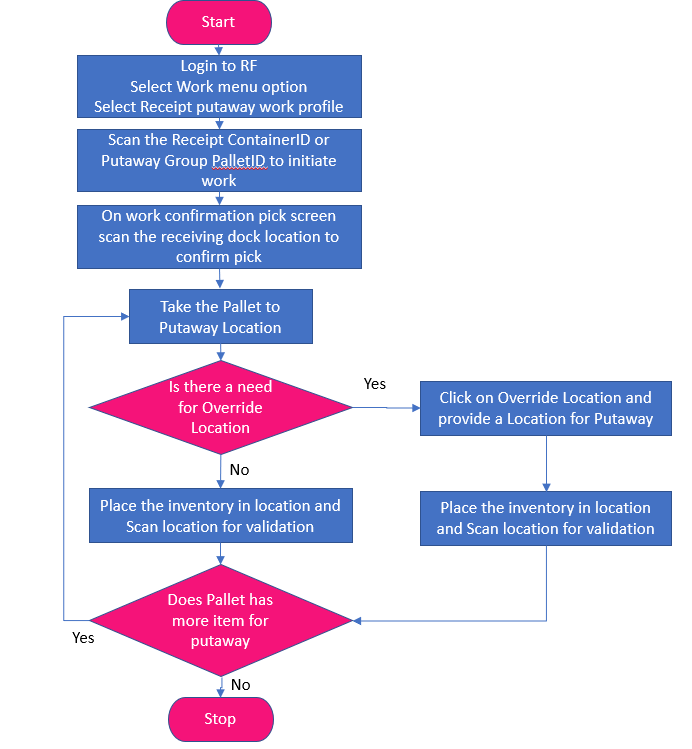 Start
Login to RF
Select Work menu option
Select Receipt putaway work profile
Scan the Receipt ContainerID or
Putaway Group PalletID to initiate
work
On work confirmation pick screen
scan the receiving dock location to
confirm pick
Take the Pallet to
Putaway Location
Is there a need
for Override
Location
Yes
Click on Override Location and
provide a Location for Putaway
No
Place the inventory in location and
Scan location for validation
Place the inventory in location
and Scan location for validation
Does Pallet has
more item for
putaway
Yes
No
Stop